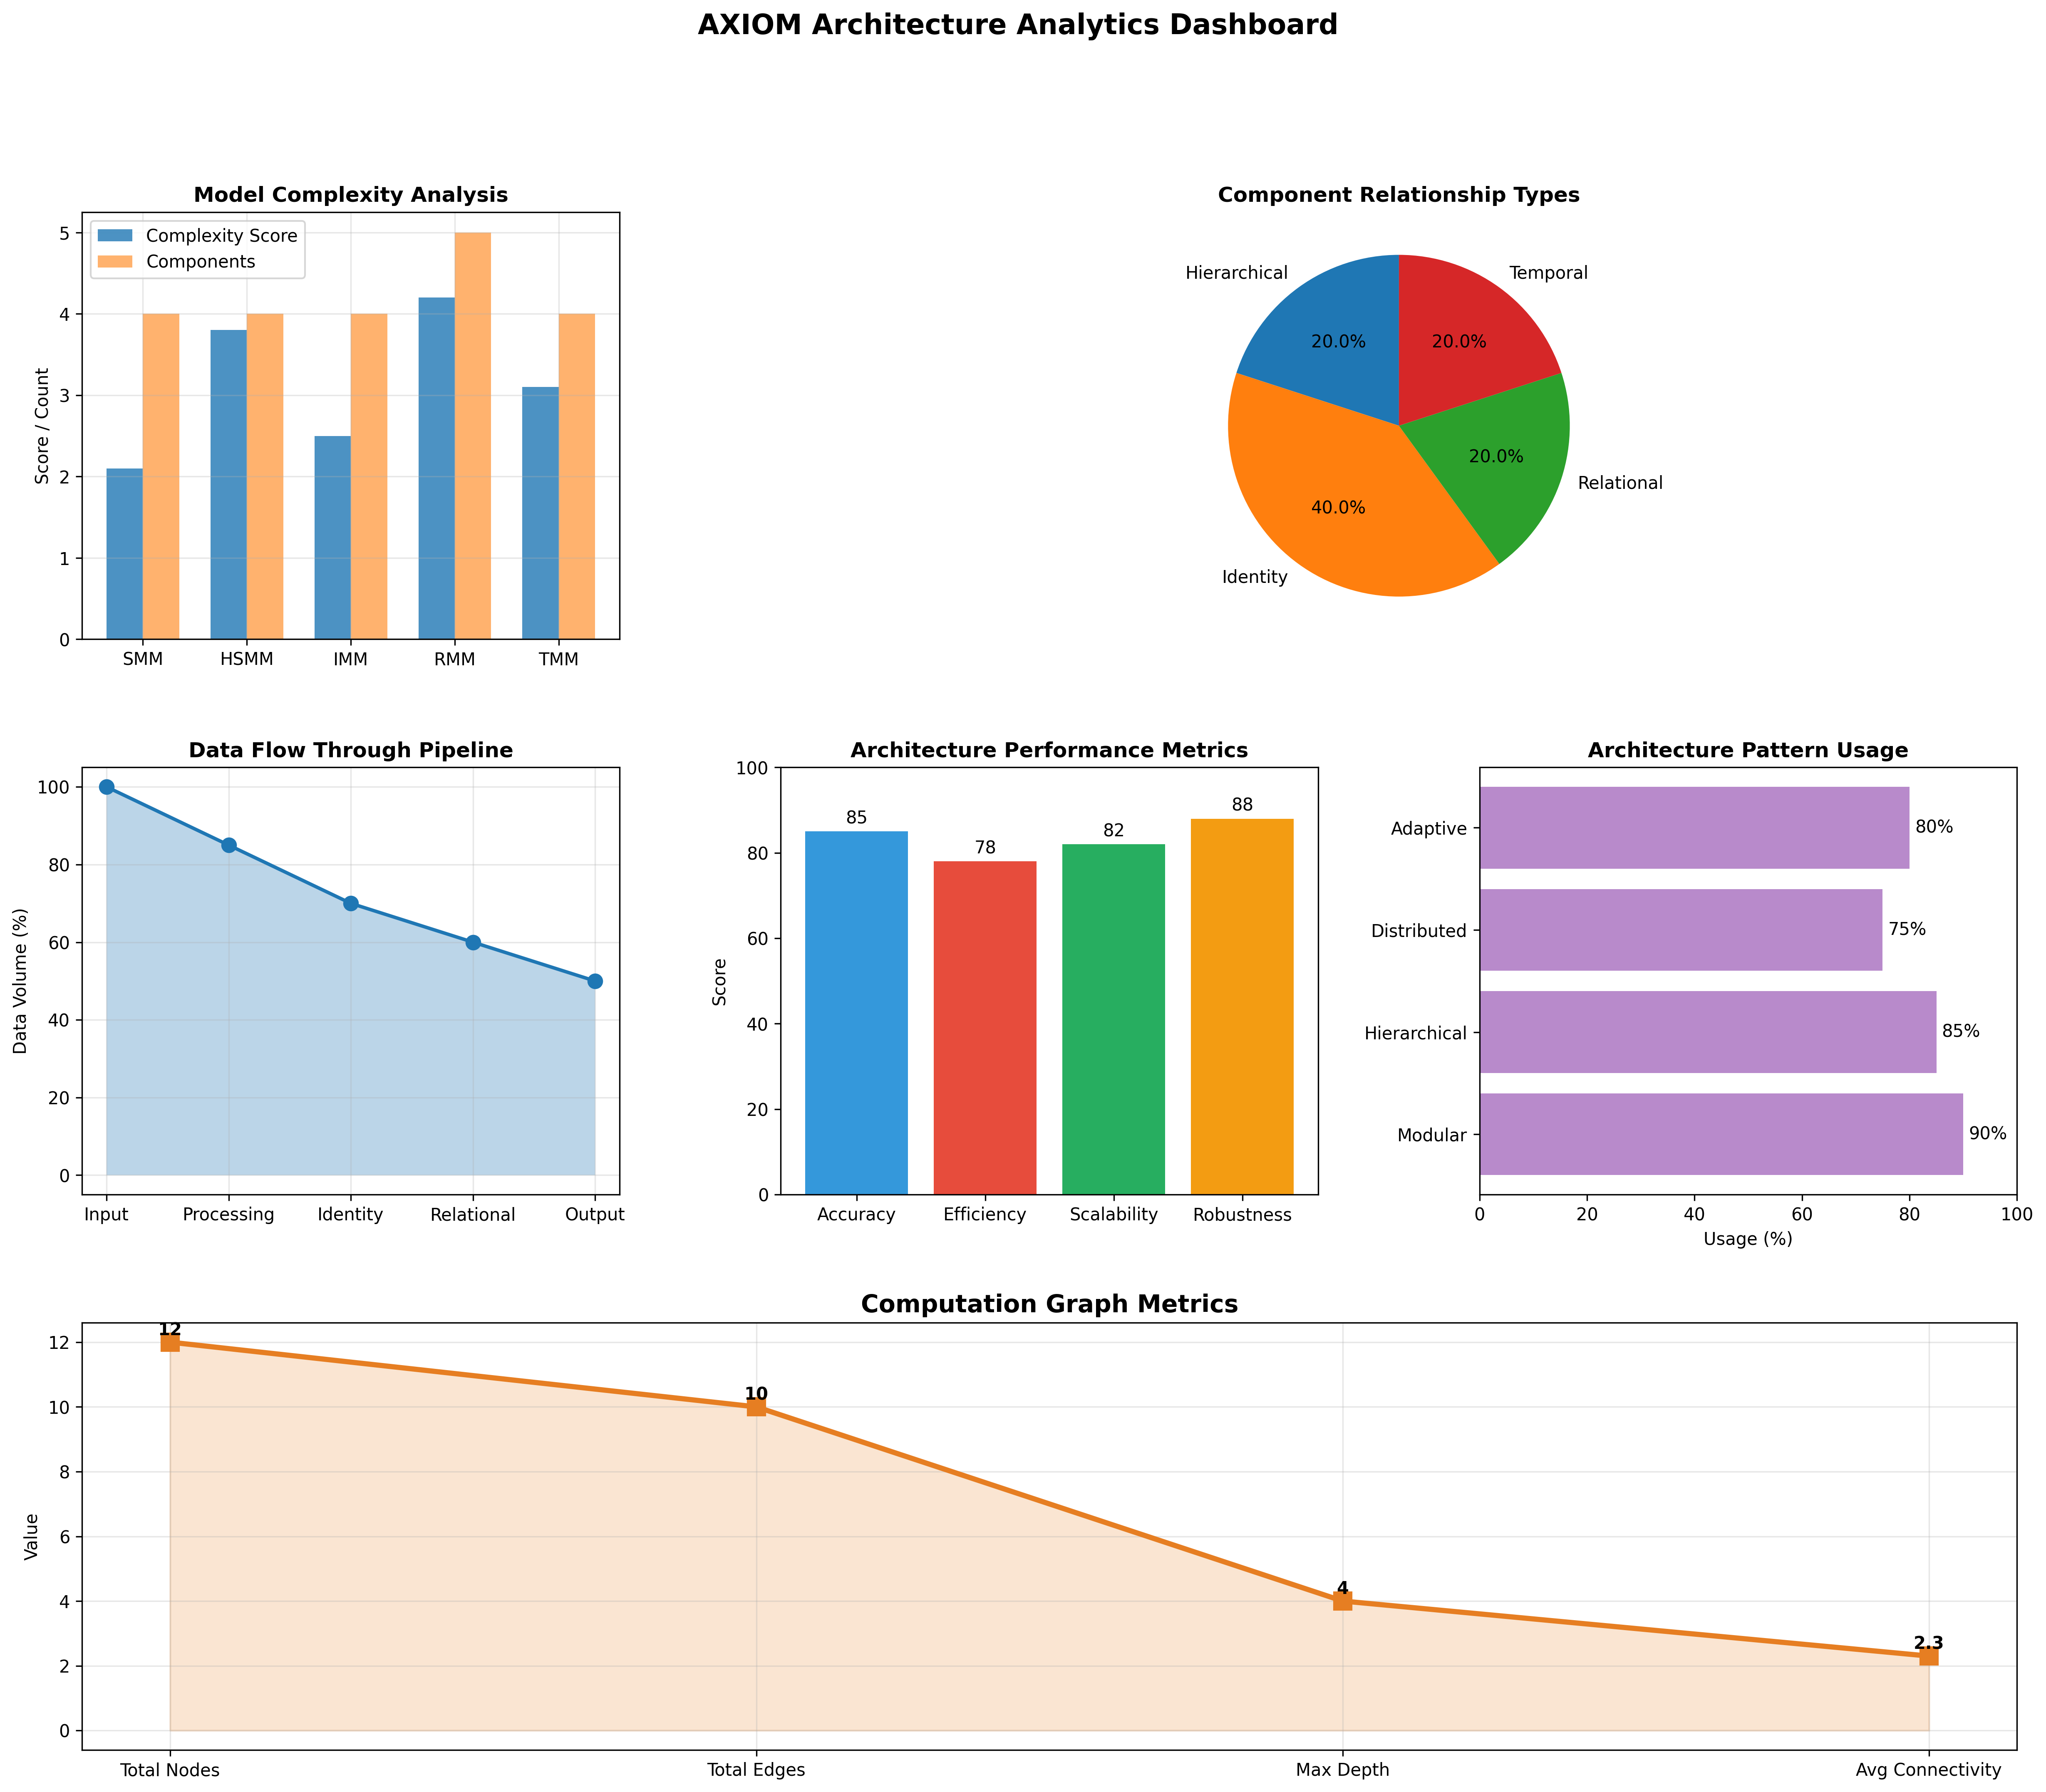 AXIOM Architecture Analytics Dashboard
Model Complexity Analysis
Complexity Score
Components
Score / Count
5
4
3
2
1
0
SMM HSMM IMM RMM TMM
Component Relationship Types
Hierarchical
Temporal
20.0% 20.0%
20.0%
Relational
40.0%
Identity
Data Flow Through Pipeline
Data Volume (%)
100
80
60
40
20
0
Input Processing Identity Relational Output
Architecture Performance Metrics
Score
100
80
60
40
20
0
85 78 82 88
Accuracy Efficiency Scalability Robustness
Architecture Pattern Usage
Adaptive 80%
Distributed 75%
Hierarchical 85%
Modular 90%
0 20 40 60 80 100
Usage (%)
Computation Graph Metrics
Value
12
10
8
6
4
2
0
12
10
4
2.3
Total Nodes Total Edges Max Depth Avg Connectivity